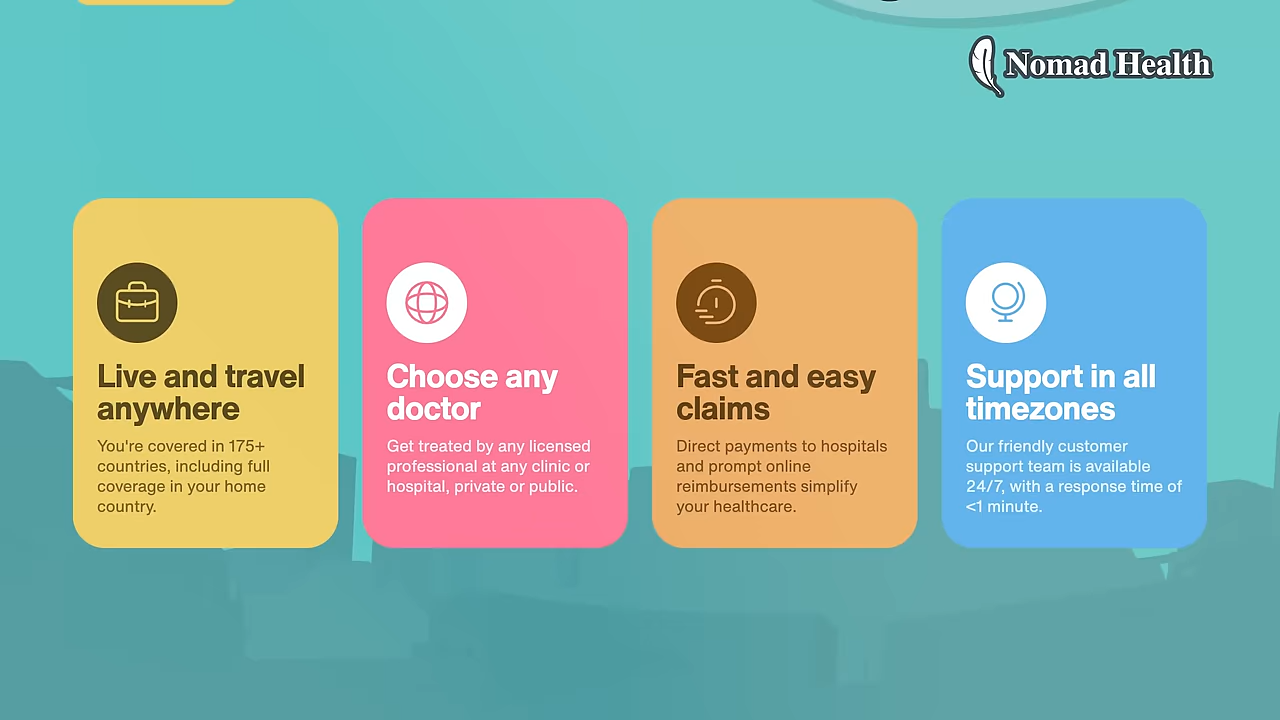 Nomad Health
Live and travel
anywhere
You're covered in 175+
countries, including full
coverage in your home
country.
Choose any
doctor
Get treated by any licensed
professional at any clinic or
hospital, private or public.
Fast and easy
claims
Direct payments to hospitals
and prompt online
reimbursements simplify
your healthcare.
Support in all
timezones
Our friendly customer
support team is available
24/7, with a response time of
<1 minute.